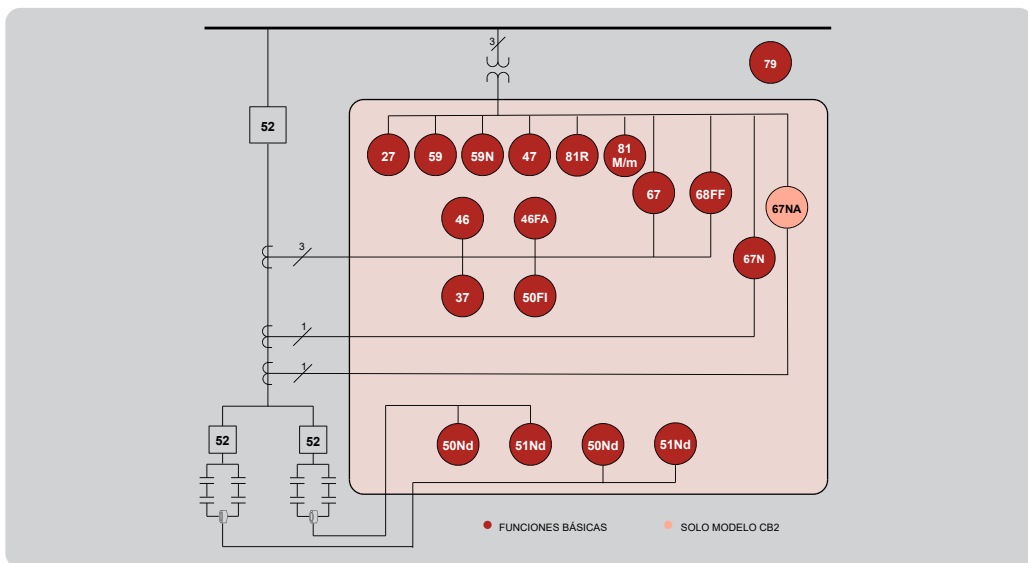 3
79
52
27
59
59N
47
81R
81
M/m
67
68FF
67NA
46
46FA
3
67N
37
50FI
1
1
52
52
50Nd
51Nd
50Nd
51Nd
FUNCIONES BÁSICAS
SOLO MODELO CB2